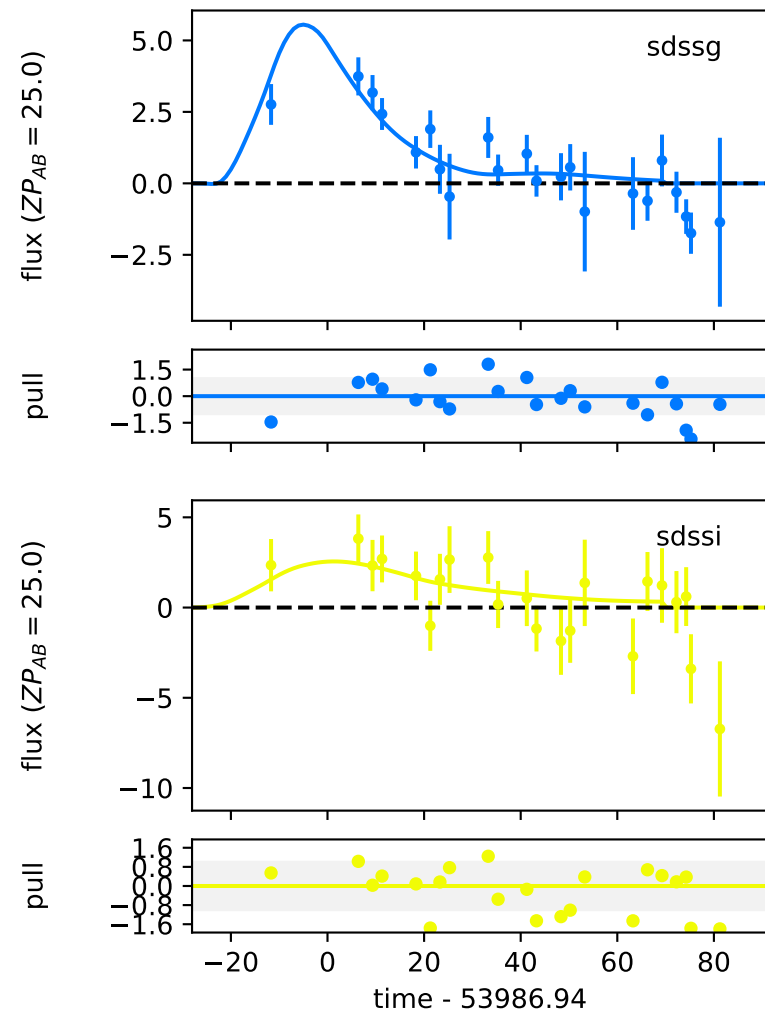 flux (ZP_AB = 25.0)
5.0
2.5
0.0
−2.5
sdssg
pull
1.5
0.0
−1.5
flux (ZP_AB = 25.0)
5
0
−5
−10
sdssi
pull
1.6
0.8
0.0
−0.8
−1.6
−20 0 20 40 60 80
time - 53986.94